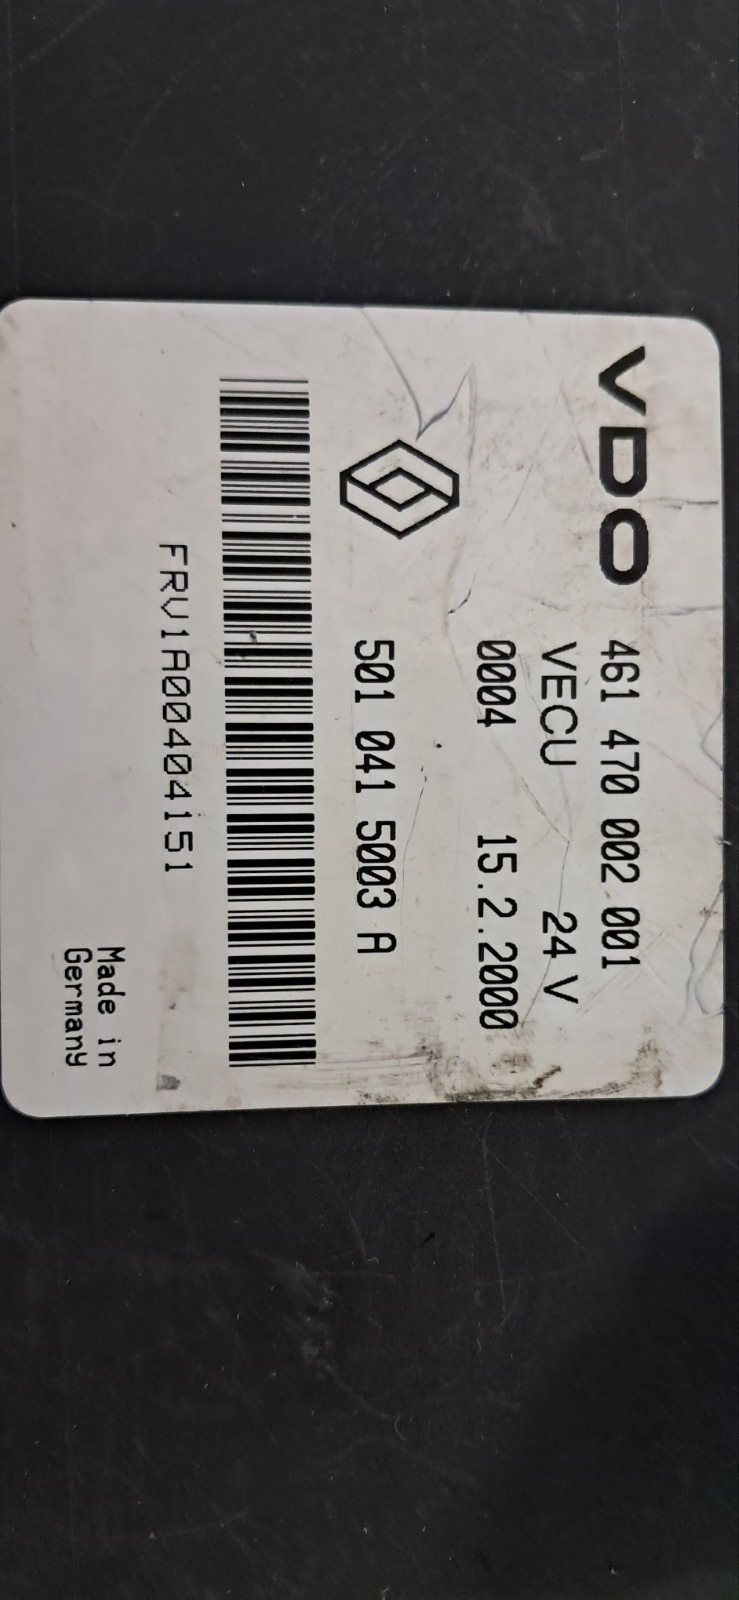 VDO 461 470 002 001
VECU 24 V
0004 15.2.2000
501 041 5003 A
FRV1A00404151
Made in
Germany